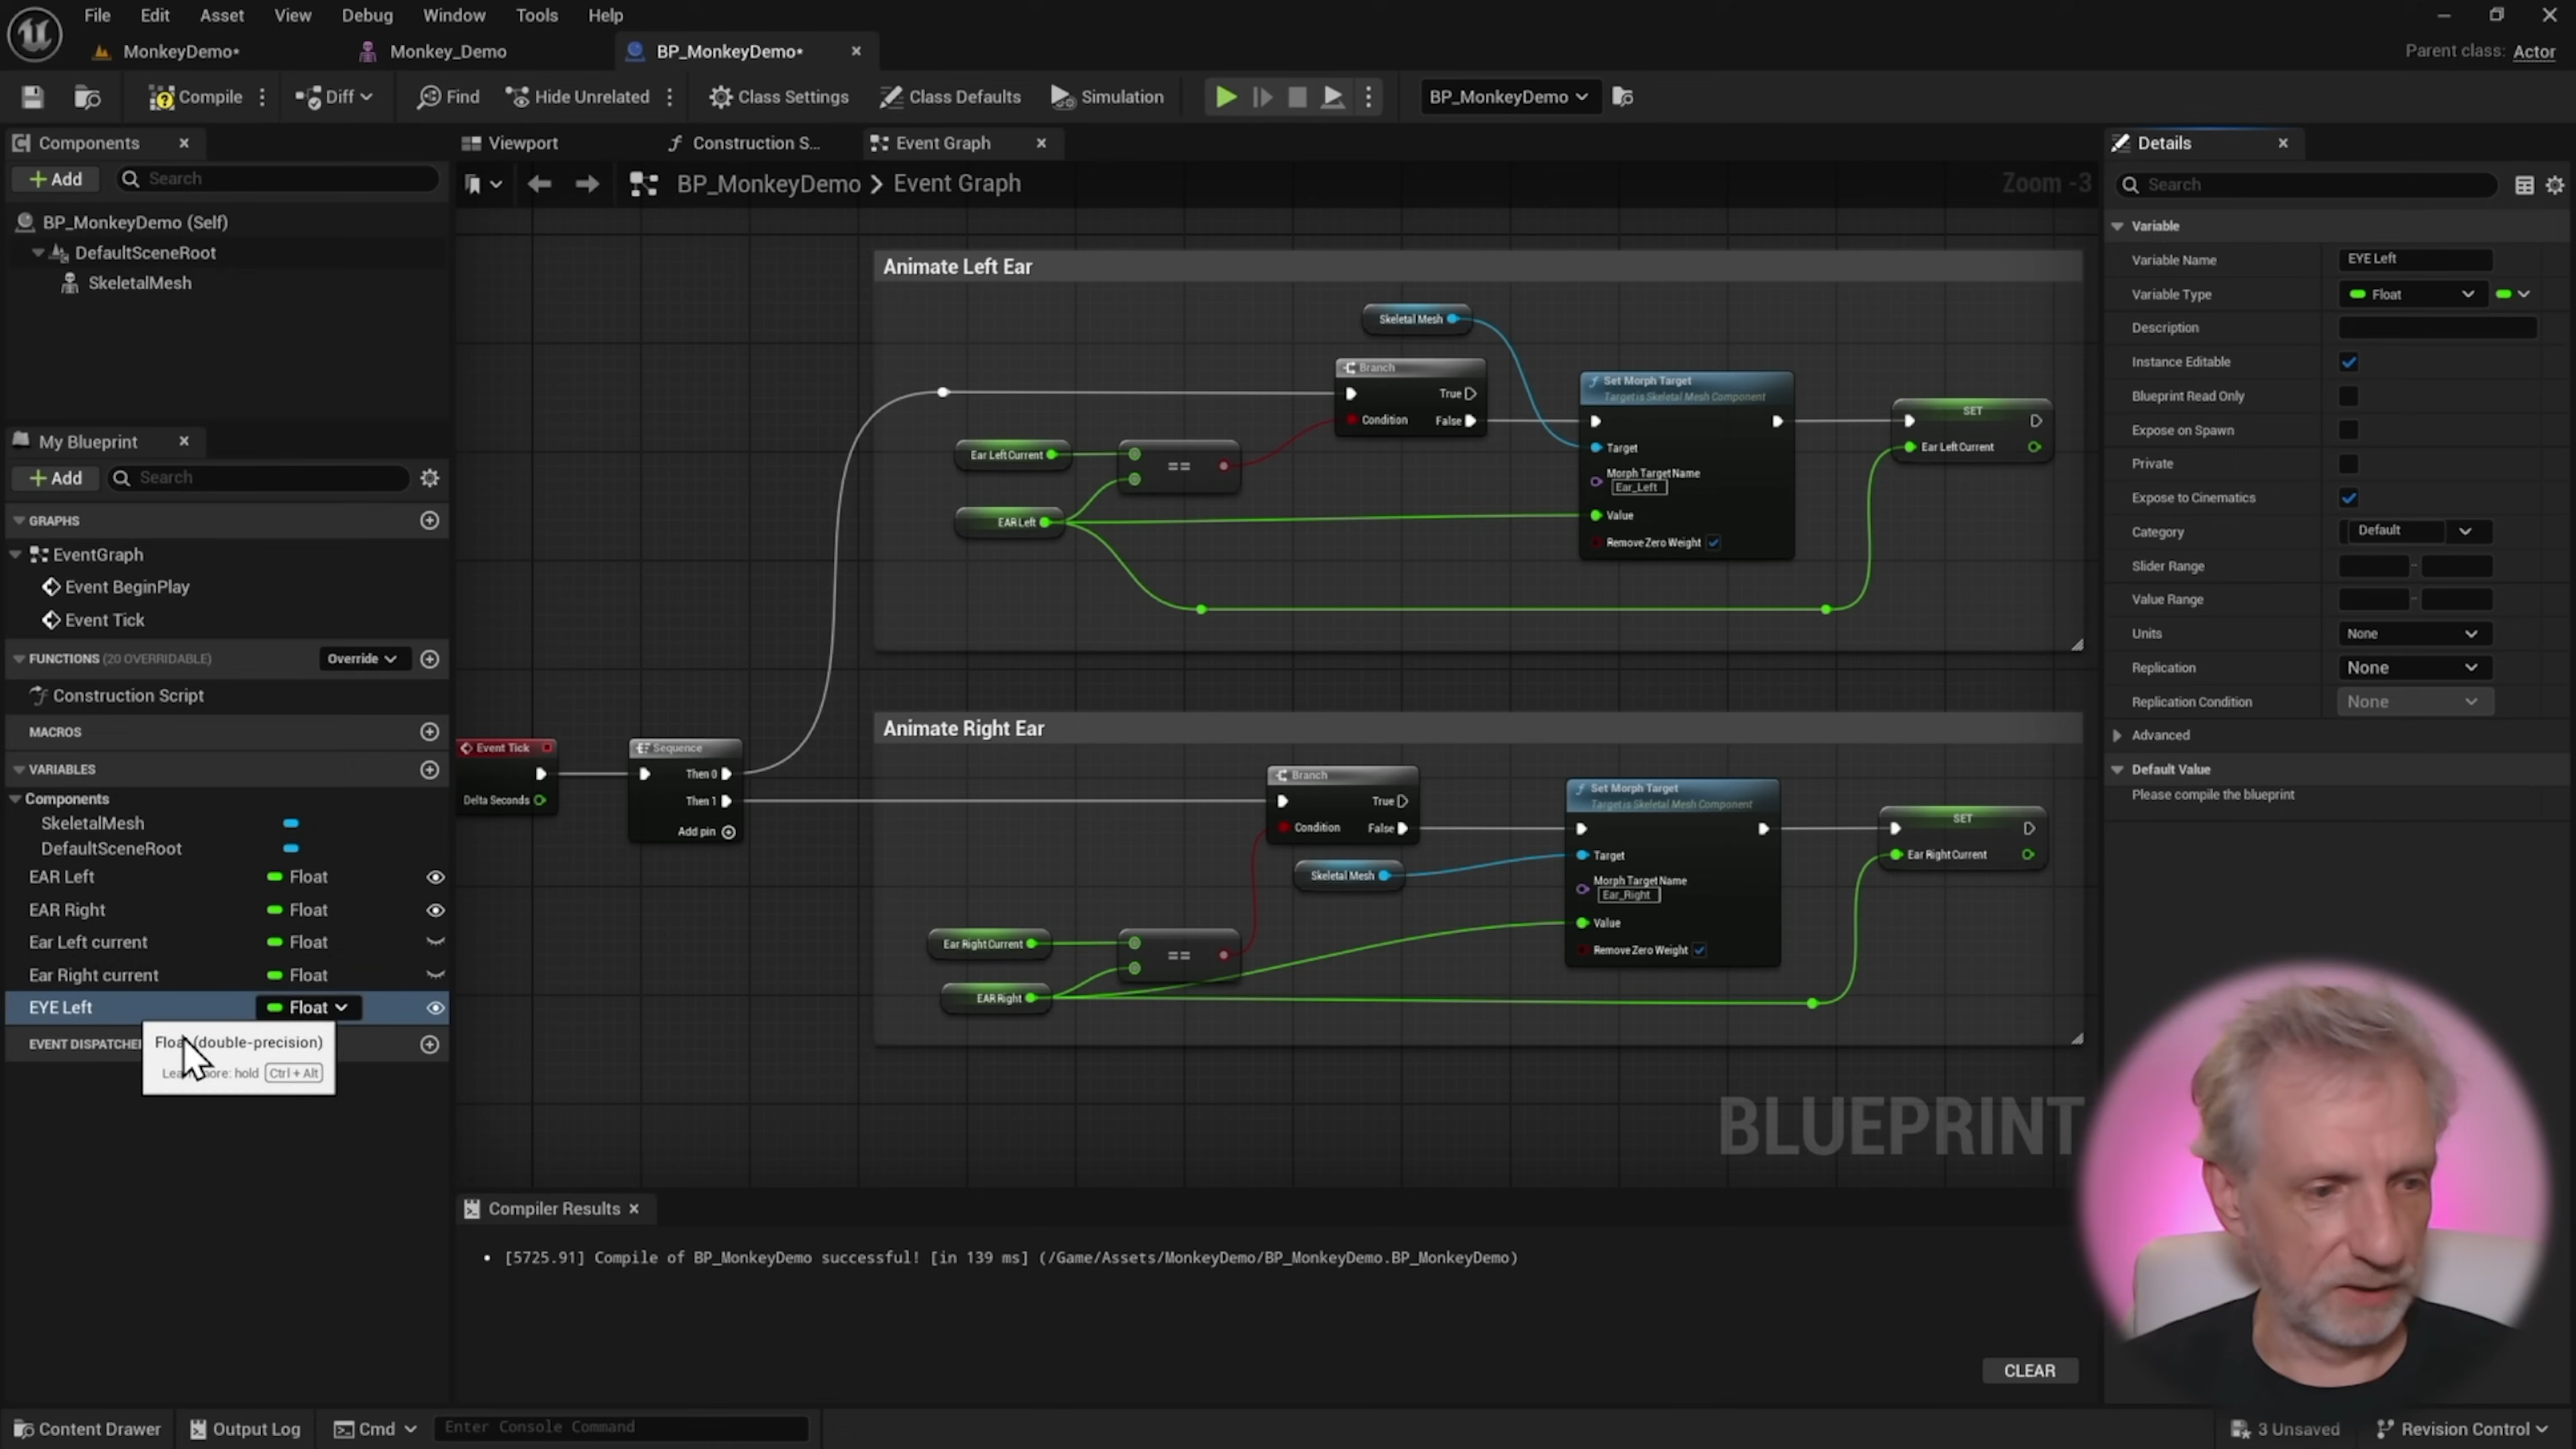 File Edit Asset View Debug Window Tools Help
MonkeyDemo•
Monkey_Demo
BP_MonkeyDemo•
Parent class: Actor
Compile
Diff
Find
Hide Unrelated
Class Settings
Class Defaults
Simulation
BP_MonkeyDemo
Components
Add
Search
BP_MonkeyDemo (Self)
DefaultSceneRoot
SkeletalMesh
My Blueprint
Add
Search
GRAPHS
EventGraph
Event BeginPlay
Event Tick
FUNCTIONS (20 OVERRIDABLE)
Override
Construction Script
MACROS
VARIABLES
Components
SkeletalMesh
DefaultSceneRoot
EAR Left Float
EAR Right Float
Ear Left current Float
Ear Right current Float
EYE Left Float
EVENT DISPATCHE
(double-precision)
hold Ctrl + Alt
Viewport
Construction S...
Event Graph
BP_MonkeyDemo > Event Graph
Zoom -3
Animate Left Ear
Skeletal Mesh
Branch
True
Condition False
Ear Left Current
==
EAR Left
Set Morph Target
Target is Skeletal Mesh Component
Target
Morph Target Name
Ear_Left
Value
Remove Zero Weight
SET
Ear Left Current
Event Tick
Delta Seconds
Sequence
Then 0
Then 1
Add pin
Animate Right Ear
Branch
True
Condition False
Skeletal Mesh
Ear Right Current
==
EAR Right
Set Morph Target
Target is Skeletal Mesh Component
Target
Morph Target Name
Ear_Right
Value
Remove Zero Weight
SET
Ear Right Current
BLUEPRINT
Compiler Results
• [5725.91] Compile of BP_MonkeyDemo successful! [in 139 ms] (/Game/Assets/MonkeyDemo/BP_MonkeyDemo.BP_MonkeyDemo)
CLEAR
Details
Search
Variable
Variable Name EYE Left
Variable Type Float
Description
Instance Editable
Blueprint Read Only
Expose on Spawn
Private
Expose to Cinematics
Category Default
Slider Range
Value Range
Units None
Replication None
Replication Condition None
Advanced
Default Value
Please compile the blueprint
Content Drawer
Output Log
Cmd
Enter Console Command
3 Unsaved
Revision Control